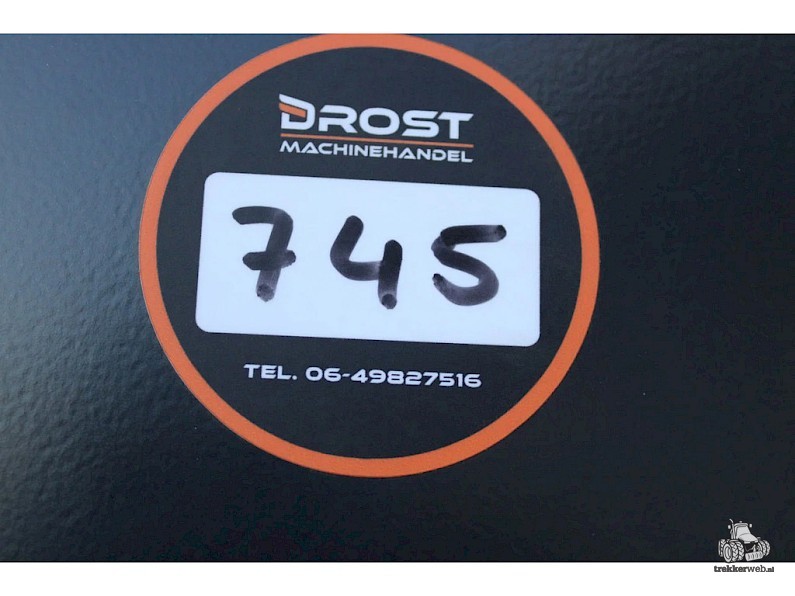 DROST
MACHINEHANDEL
745
TEL. 06-49827516
trekkerweb.nl